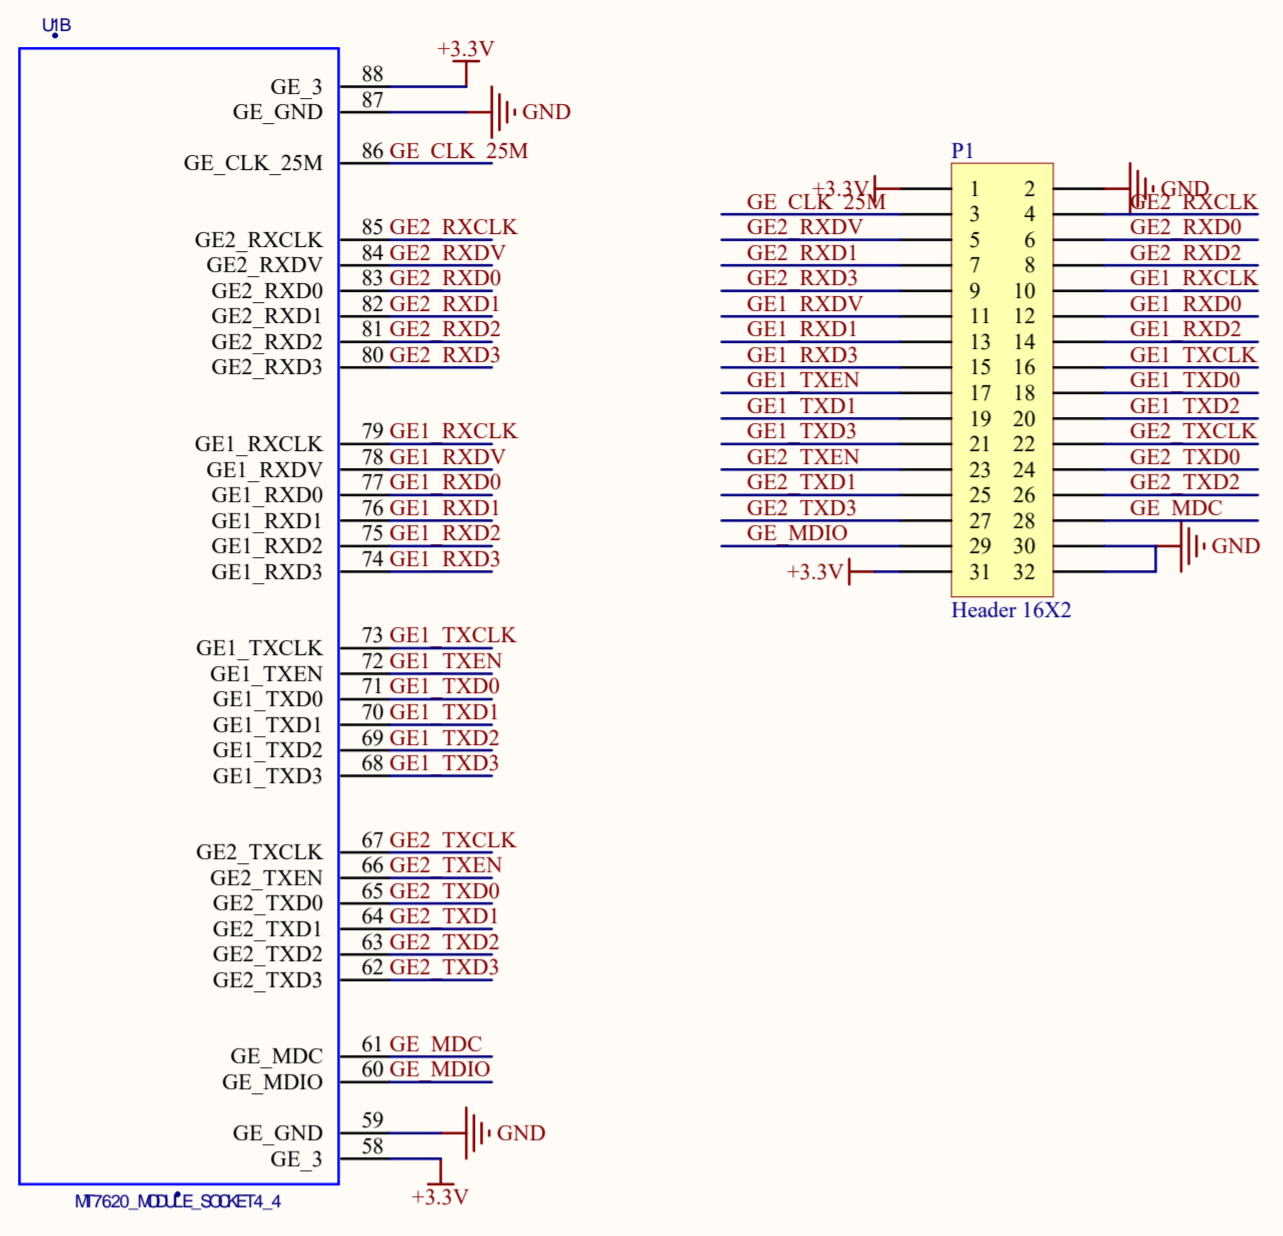 U1B
+3.3V
GE_3 88
GE_GND 87 GND
GE_CLK_25M 86 GE_CLK_25M
GE2_RXCLK 85 GE2_RXCLK
GE2_RXDV 84 GE2_RXDV
GE2_RXD0 83 GE2_RXD0
GE2_RXD1 82 GE2_RXD1
GE2_RXD2 81 GE2_RXD2
GE2_RXD3 80 GE2_RXD3
GE1_RXCLK 79 GE1_RXCLK
GE1_RXDV 78 GE1_RXDV
GE1_RXD0 77 GE1_RXD0
GE1_RXD1 76 GE1_RXD1
GE1_RXD2 75 GE1_RXD2
GE1_RXD3 74 GE1_RXD3
GE1_TXCLK 73 GE1_TXCLK
GE1_TXEN 72 GE1_TXEN
GE1_TXD0 71 GE1_TXD0
GE1_TXD1 70 GE1_TXD1
GE1_TXD2 69 GE1_TXD2
GE1_TXD3 68 GE1_TXD3
GE2_TXCLK 67 GE2_TXCLK
GE2_TXEN 66 GE2_TXEN
GE2_TXD0 65 GE2_TXD0
GE2_TXD1 64 GE2_TXD1
GE2_TXD2 63 GE2_TXD2
GE2_TXD3 62 GE2_TXD3
GE_MDC 61 GE_MDC
GE_MDIO 60 GE_MDIO
GE_GND 59 GND
GE_3 58
+3.3V
MT7620_MODULE_SOCKET4_4
P1
+3.3V 1 2 GND
GE_CLK_25M 3 4 GE2_RXCLK
GE2_RXDV 5 6 GE2_RXD0
GE2_RXD1 7 8 GE2_RXD2
GE2_RXD3 9 10 GE1_RXCLK
GE1_RXDV 11 12 GE1_RXD0
GE1_RXD1 13 14 GE1_RXD2
GE1_RXD3 15 16 GE1_TXCLK
GE1_TXEN 17 18 GE1_TXD0
GE1_TXD1 19 20 GE1_TXD2
GE1_TXD3 21 22 GE2_TXCLK
GE2_TXEN 23 24 GE2_TXD0
GE2_TXD1 25 26 GE2_TXD2
GE2_TXD3 27 28 GE_MDC
GE_MDIO 29 30 GND
+3.3V 31 32
Header 16X2